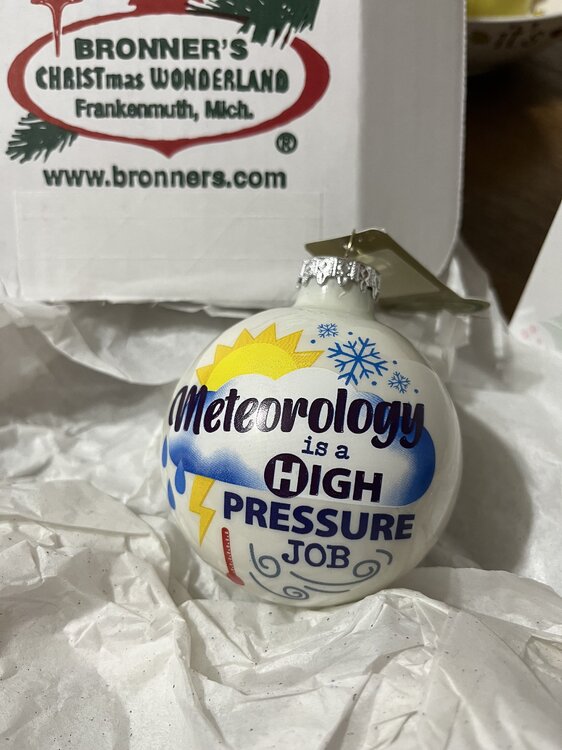 BRONNER'S
CHRISTmas WONDERLAND
Frankenmuth, Mich.
®
www.bronners.com
Meteorology
is a
HIGH
PRESSURE
JOB